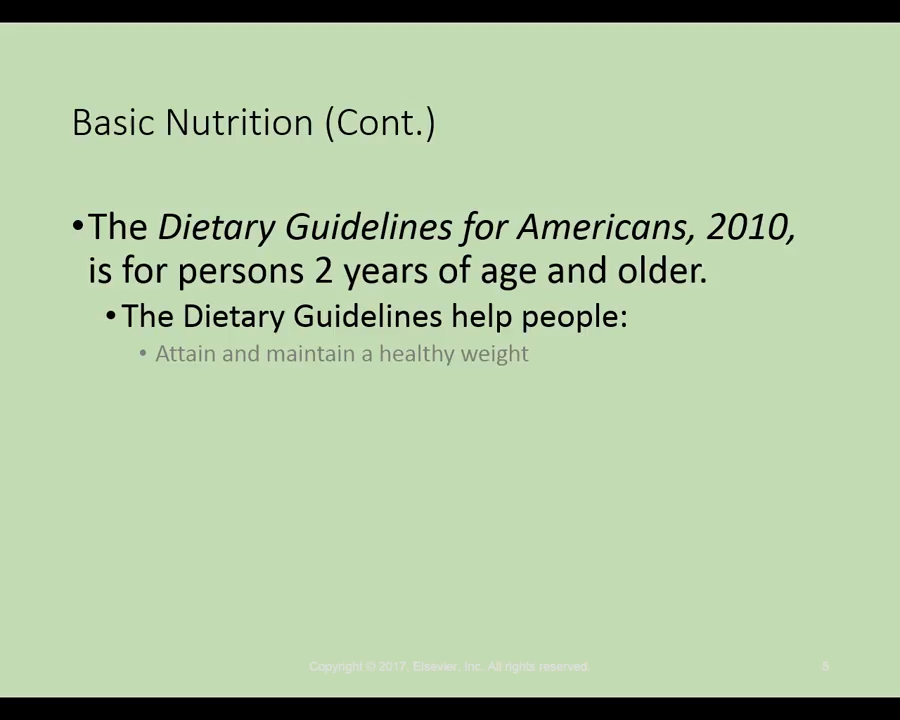 Basic Nutrition (Cont.)
•The Dietary Guidelines for Americans, 2010,
is for persons 2 years of age and older.
•The Dietary Guidelines help people:
• Attain and maintain a healthy weight
Copyright © 2017, Elsevier, Inc. All rights reserved.